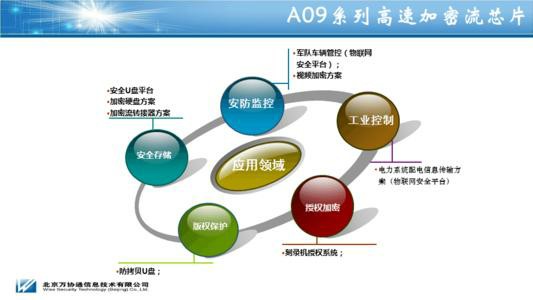 A09系列高速加密流芯片
•军队车辆管控（物联网
安全平台）；
•视频加密方案
•安全U盘平台
•加密硬盘方案
•加密流转接器方案
安防监控
工业控制
安全存储
应用领域
•电力系统配电信息传输方
案（物联网安全平台）
授权加密
版权保护
•刻录机授权系统；
•防拷贝U盘；
北京万协通信息技术有限公司
Wise Security Technology (Beijing) Co., Ltd.